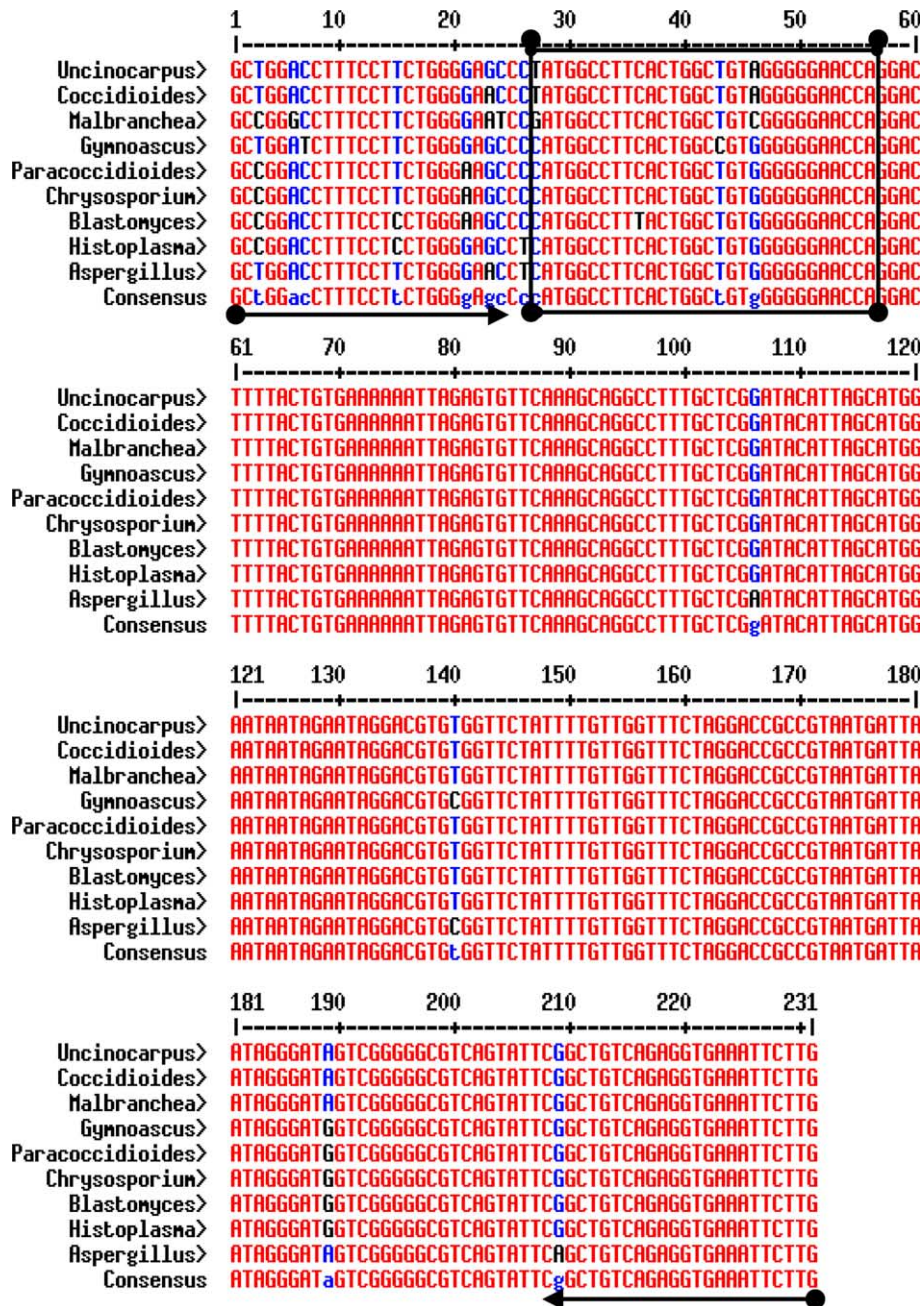 1 10 20 30 40 50 60
Uncinocarpus> GCTGGACCTTTCCTTCTGGGGAGCCCTATGGCCTTCACTGGCTGTAGGGGGAACCAGGAC
Coccidioides> GCTGGACCTTTCCTTCTGGGGAACCCTATGGCCTTCACTGGCTGTAGGGGGAACCAGGAC
Malbranchea> GCCGGGCCTTTCCTTCTGGGGAATCCGATGGCCTTCACTGGCTGTCGGGGGAACCAGGAC
Gymnoascus> GCTGGATCTTTCCTTCTGGGGAGCCCCATGGCCTTCACTGGCCGTGGGGGGAACCAGGAC
Paracoccidioides> GCCGGACCTTTCCTTCTGGGAAGCCCCATGGCCTTCACTGGCTGTGGGGGGAACCAGGAC
Chrysosporium> GCCGGACCTTTCCTTCTGGGAAGCCCCATGGCCTTCACTGGCTGTGGGGGGAACCAGGAC
Blastomyces> GCCGGACCTTTCCTCCTGGGAAGCCCCATGGCCTTTACTGGCTGTGGGGGGAACCAGGAC
Histoplasma> GCCGGACCTTTCCTCCTGGGGAGCCTCATGGCCTTCACTGGCTGTGGGGGGAACCAGGAC
Aspergillus> GCTGGACCTTTCCTTCTGGGGAACCTCATGGCCTTCACTGGCTGTGGGGGGAACCAGGAC
Consensus GCtGGacCTTTCCTtCTGGGgAgcCccATGGCCTTCACTGGCtGTgGGGGGAACCAGGAC
61 70 80 90 100 110 120
Uncinocarpus> TTTTACTGTGAAAAAATTAGAGTGTTCAAAGCAGGCCTTTGCTCGGATACATTAGCATGG
Coccidioides> TTTTACTGTGAAAAAATTAGAGTGTTCAAAGCAGGCCTTTGCTCGGATACATTAGCATGG
Malbranchea> TTTTACTGTGAAAAAATTAGAGTGTTCAAAGCAGGCCTTTGCTCGGATACATTAGCATGG
Gymnoascus> TTTTACTGTGAAAAAATTAGAGTGTTCAAAGCAGGCCTTTGCTCGGATACATTAGCATGG
Paracoccidioides> TTTTACTGTGAAAAAATTAGAGTGTTCAAAGCAGGCCTTTGCTCGGATACATTAGCATGG
Chrysosporium> TTTTACTGTGAAAAAATTAGAGTGTTCAAAGCAGGCCTTTGCTCGGATACATTAGCATGG
Blastomyces> TTTTACTGTGAAAAAATTAGAGTGTTCAAAGCAGGCCTTTGCTCGGATACATTAGCATGG
Histoplasma> TTTTACTGTGAAAAAATTAGAGTGTTCAAAGCAGGCCTTTGCTCGGATACATTAGCATGG
Aspergillus> TTTTACTGTGAAAAAATTAGAGTGTTCAAAGCAGGCCTTTGCTCGAATACATTAGCATGG
Consensus TTTTACTGTGAAAAAATTAGAGTGTTCAAAGCAGGCCTTTGCTCGgATACATTAGCATGG
121 130 140 150 160 170 180
Uncinocarpus> AATAATAGAATAGGACGTGTGGTTCTATTTTGTTGGTTTCTAGGACCGCCGTAATGATTA
Coccidioides> AATAATAGAATAGGACGTGTGGTTCTATTTTGTTGGTTTCTAGGACCGCCGTAATGATTA
Malbranchea> AATAATAGAATAGGACGTGTGGTTCTATTTTGTTGGTTTCTAGGACCGCCGTAATGATTA
Gymnoascus> AATAATAGAATAGGACGTGCGGTTCTATTTTGTTGGTTTCTAGGACCGCCGTAATGATTA
Paracoccidioides> AATAATAGAATAGGACGTGTGGTTCTATTTTGTTGGTTTCTAGGACCGCCGTAATGATTA
Chrysosporium> AATAATAGAATAGGACGTGTGGTTCTATTTTGTTGGTTTCTAGGACCGCCGTAATGATTA
Blastomyces> AATAATAGAATAGGACGTGTGGTTCTATTTTGTTGGTTTCTAGGACCGCCGTAATGATTA
Histoplasma> AATAATAGAATAGGACGTGTGGTTCTATTTTGTTGGTTTCTAGGACCGCCGTAATGATTA
Aspergillus> AATAATAGAATAGGACGTGCGGTTCTATTTTGTTGGTTTCTAGGACCGCCGTAATGATTA
Consensus AATAATAGAATAGGACGTGtGGTTCTATTTTGTTGGTTTCTAGGACCGCCGTAATGATTA
181 190 200 210 220 231
Uncinocarpus> ATAGGGATAGTCGGGGGCGTCAGTATTCGGCTGTCAGAGGTGAAATTCTTG
Coccidioides> ATAGGGATAGTCGGGGGCGTCAGTATTCGGCTGTCAGAGGTGAAATTCTTG
Malbranchea> ATAGGGATAGTCGGGGGCGTCAGTATTCGGCTGTCAGAGGTGAAATTCTTG
Gymnoascus> ATAGGGATGGTCGGGGGCGTCAGTATTCGGCTGTCAGAGGTGAAATTCTTG
Paracoccidioides> ATAGGGATGGTCGGGGGCGTCAGTATTCGGCTGTCAGAGGTGAAATTCTTG
Chrysosporium> ATAGGGATGGTCGGGGGCGTCAGTATTCGGCTGTCAGAGGTGAAATTCTTG
Blastomyces> ATAGGGATGGTCGGGGGCGTCAGTATTCGGCTGTCAGAGGTGAAATTCTTG
Histoplasma> ATAGGGATGGTCGGGGGCGTCAGTATTCGGCTGTCAGAGGTGAAATTCTTG
Aspergillus> ATAGGGATAGTCGGGGGCGTCAGTATTCAGCTGTCAGAGGTGAAATTCTTG
Consensus ATAGGGATaGTCGGGGGCGTCAGTATTCgGCTGTCAGAGGTGAAATTCTTG